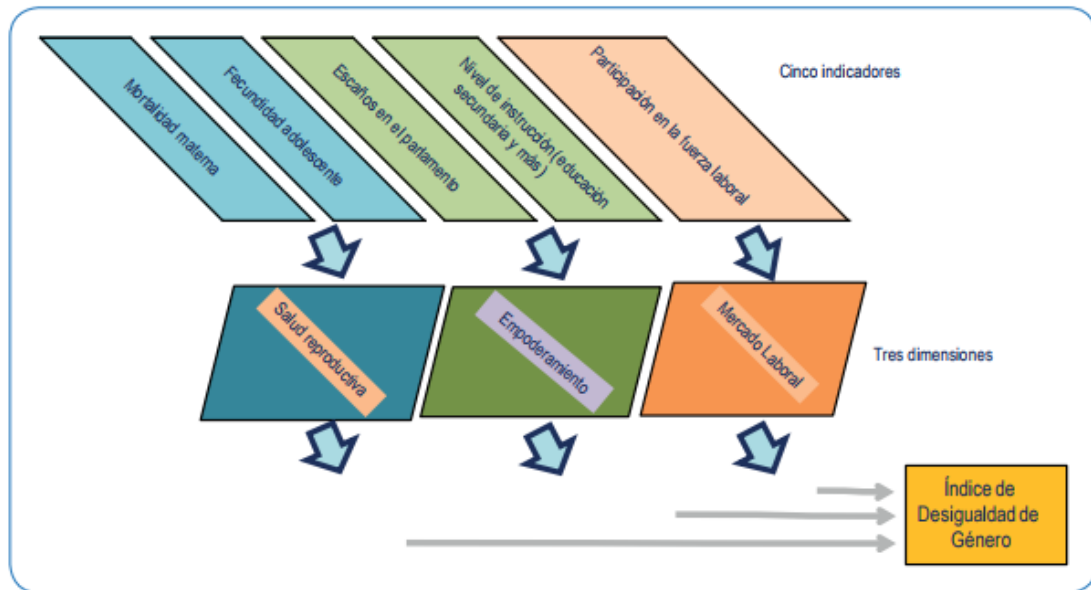 Mortalidad materna
Fecundidad adolescente
Escaños en el parlamento
Nivel de instrucción (educación
secundaria y más)
Participación en la fuerza laboral
Cinco indicadores
Salud reproductiva
Empoderamiento
Mercado Laboral
Tres dimensiones
Índice de
Desigualdad de
Género